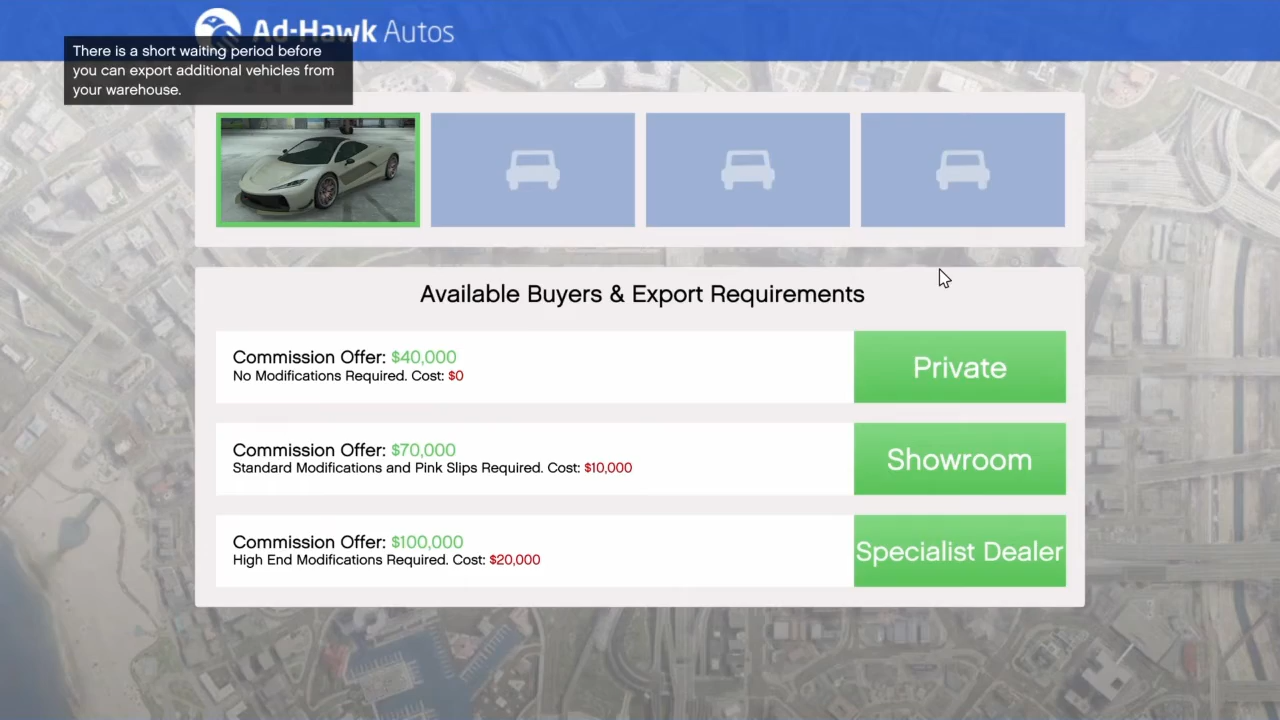 Ad-Hawk Autos
There is a short waiting period before
you can export additional vehicles from
your warehouse.
Available Buyers & Export Requirements
Commission Offer: $40,000
No Modifications Required. Cost: $0
Private
Commission Offer: $70,000
Standard Modifications and Pink Slips Required. Cost: $10,000
Showroom
Commission Offer: $100,000
High End Modifications Required. Cost: $20,000
Specialist Dealer